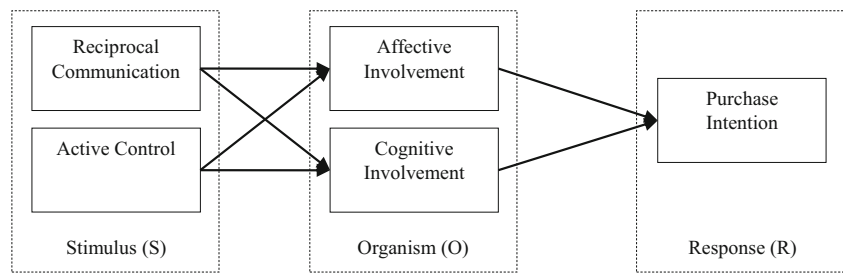 Reciprocal
Communication
Active Control
Stimulus (S)
Affective
Involvement
Cognitive
Involvement
Organism (O)
Purchase
Intention
Response (R)